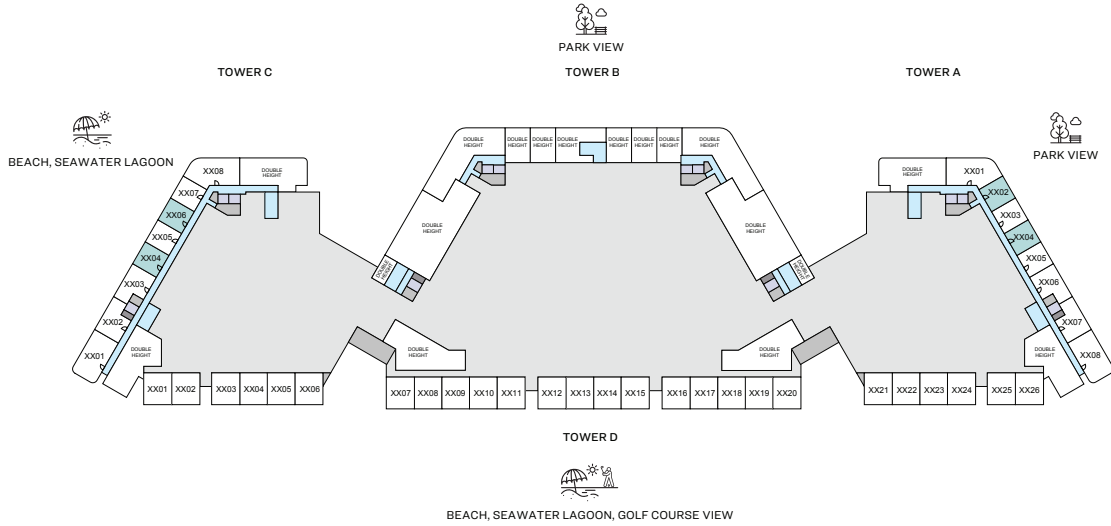 PARK VIEW
TOWER C
TOWER B
TOWER A
BEACH, SEAWATER LAGOON
PARK VIEW
DOUBLE
HEIGHT
DOUBLE
HEIGHT
DOUBLE
HEIGHT
DOUBLE
HEIGHT
DOUBLE
HEIGHT
DOUBLE
HEIGHT
DOUBLE
HEIGHT
DOUBLE
HEIGHT
XX08
DOUBLE
HEIGHT
XX07
XX06
XX05
XX04
XX03
XX02
XX01
DOUBLE
HEIGHT
DOUBLE
HEIGHT
DOUBLE
HEIGHT
DOUBLE
HEIGHT
DOUBLE
HEIGHT
DOUBLE
HEIGHT
DOUBLE
HEIGHT
DOUBLE
HEIGHT
XX01
XX02
XX03
XX04
XX05
XX06
XX07
XX08
DOUBLE
HEIGHT
XX01 XX02 XX03 XX04 XX05 XX06 XX07 XX08 XX09 XX10 XX11 XX12 XX13 XX14 XX15 XX16 XX17 XX18 XX19 XX20 XX21 XX22 XX23 XX24 XX25 XX26
TOWER D
BEACH, SEAWATER LAGOON, GOLF COURSE VIEW